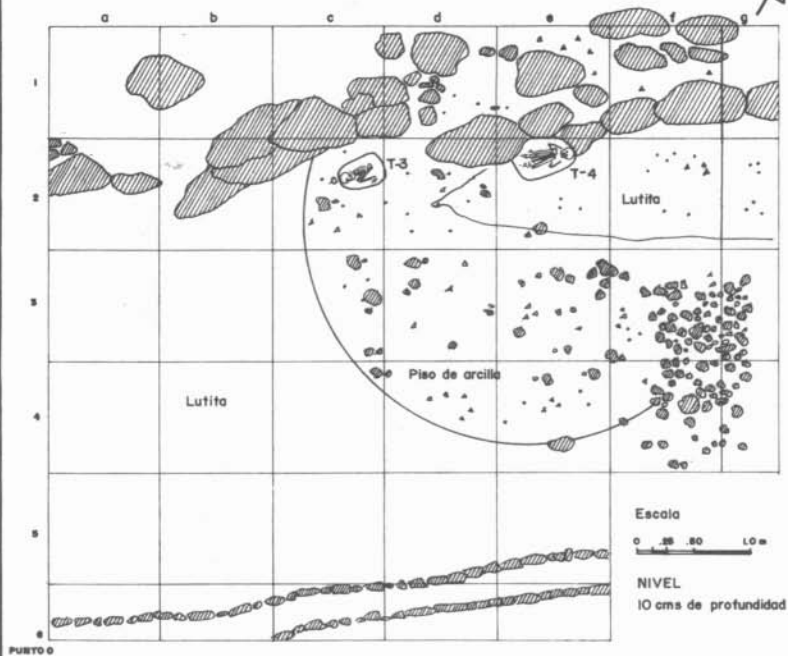 a b c d e f g
1
2
T-3
T-4
Lutita
3
Piso de arcilla
Lutita
4
5
Escala
0 .25 .50 1.0 m
NIVEL
10 cms de profundidad
6
PUNTO 0